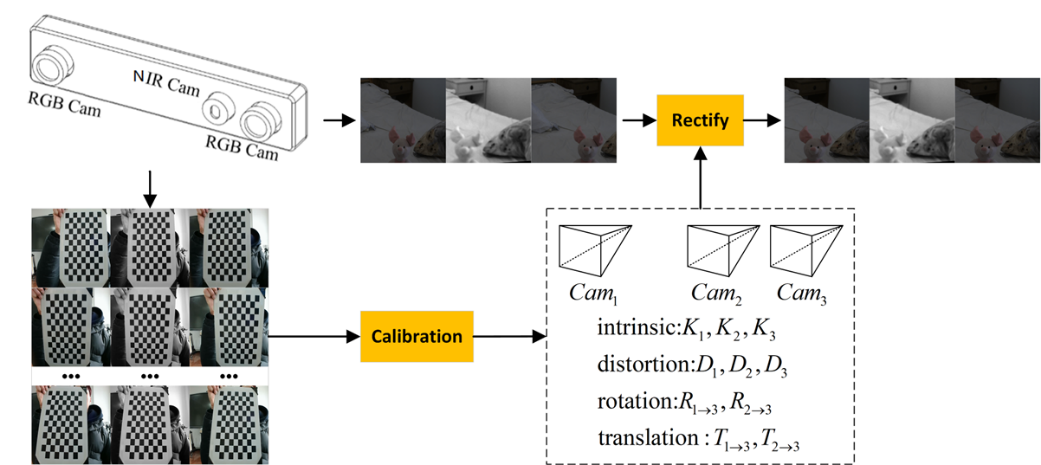 NIR Cam
RGB Cam
RGB Cam
Rectify
Calibration
Cam₁
Cam₂
Cam₃
intrinsic:K₁, K₂, K₃
distortion:D₁, D₂, D₃
rotation:R₁→₃, R₂→₃
translation :T₁→₃, T₂→₃
•••
•••
•••